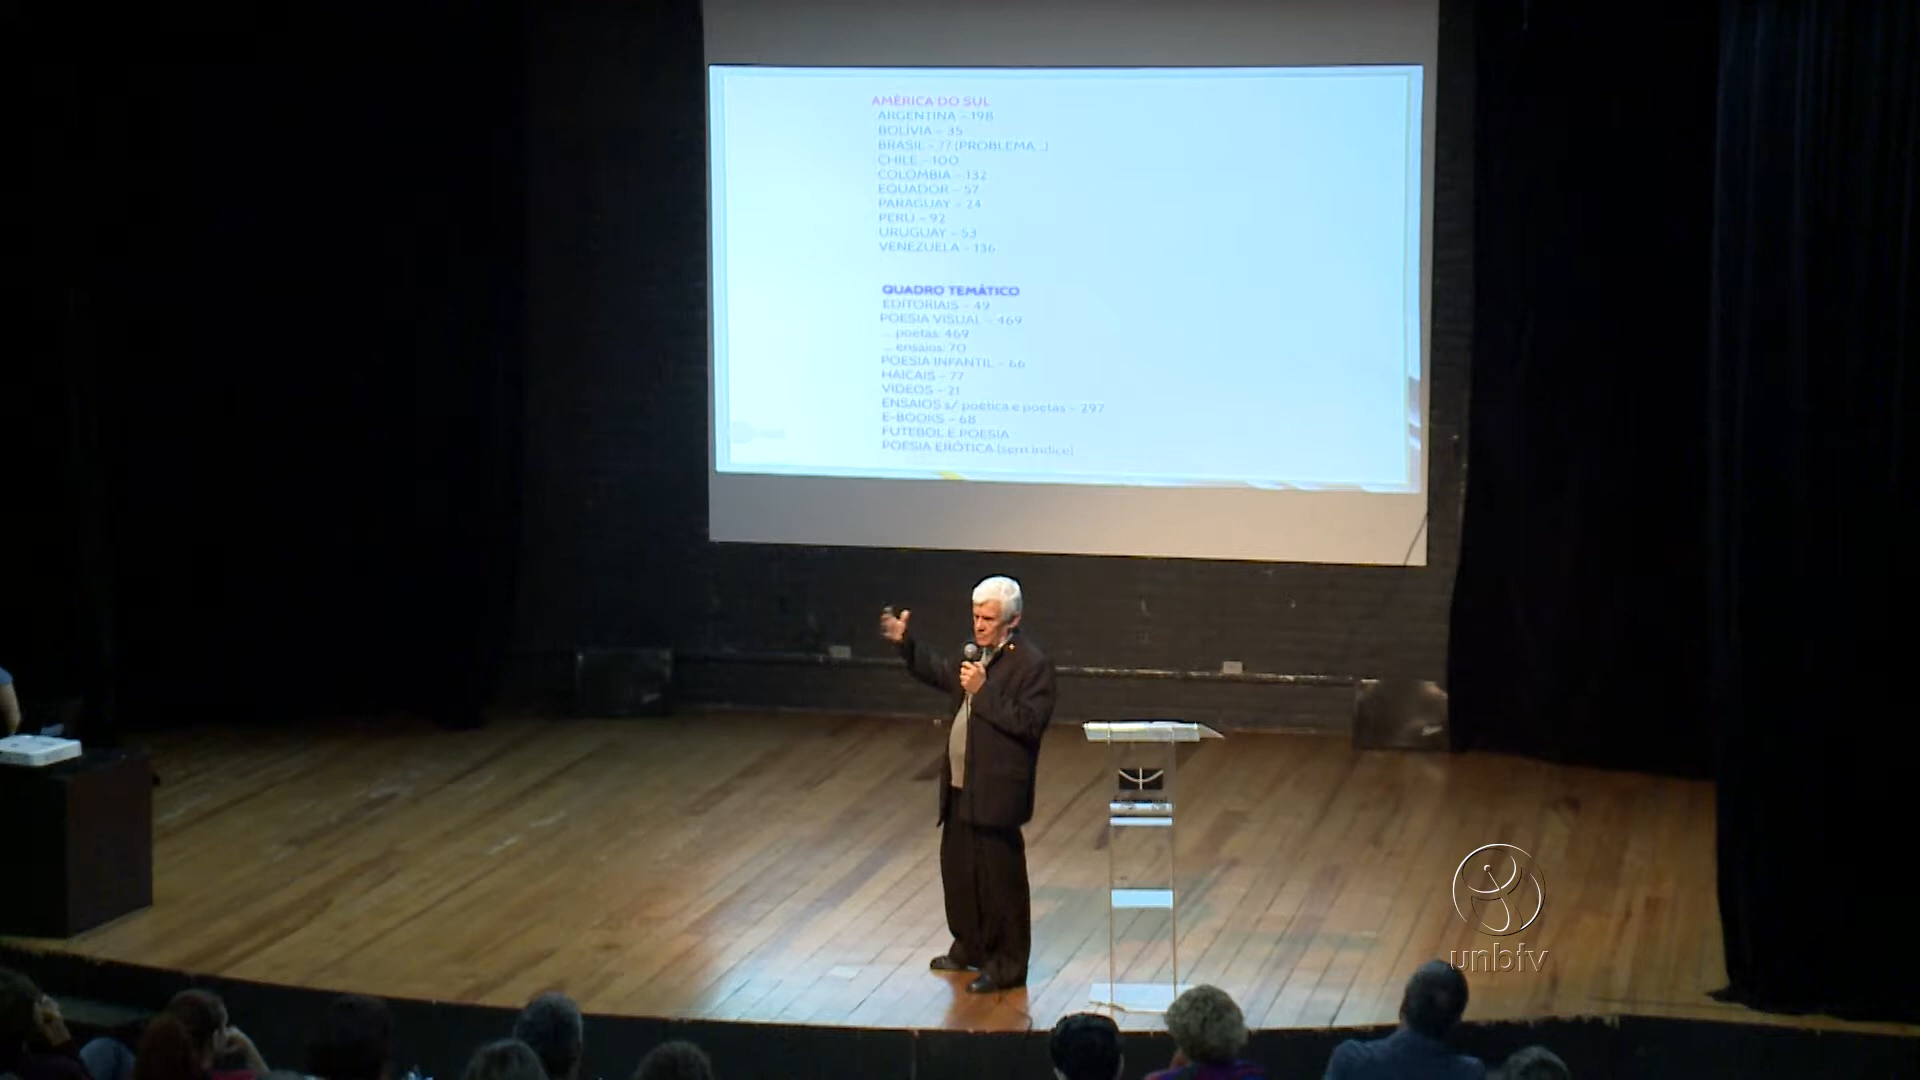 AMÉRICA DO SUL
ARGENTINA – 198
BOLÍVIA – 35
BRASIL – ?? (PROBLEMA...)
CHILE – 100
COLOMBIA – 132
EQUADOR – 57
PARAGUAY – 24
PERU – 92
URUGUAY – 53
VENEZUELA – 136
QUADRO TEMÁTICO
EDITORIAIS – 49
POESIA VISUAL – 469
... poetas: 469
... ensaios: 70
POESIA INFANTIL – 66
HAICAIS – 77
VIDEOS – 21
ENSAIOS s/ poética e poetas – 297
E-BOOKS – 68
FUTEBOL E POESIA
POESIA ERÓTICA (sem índice)
unbtv